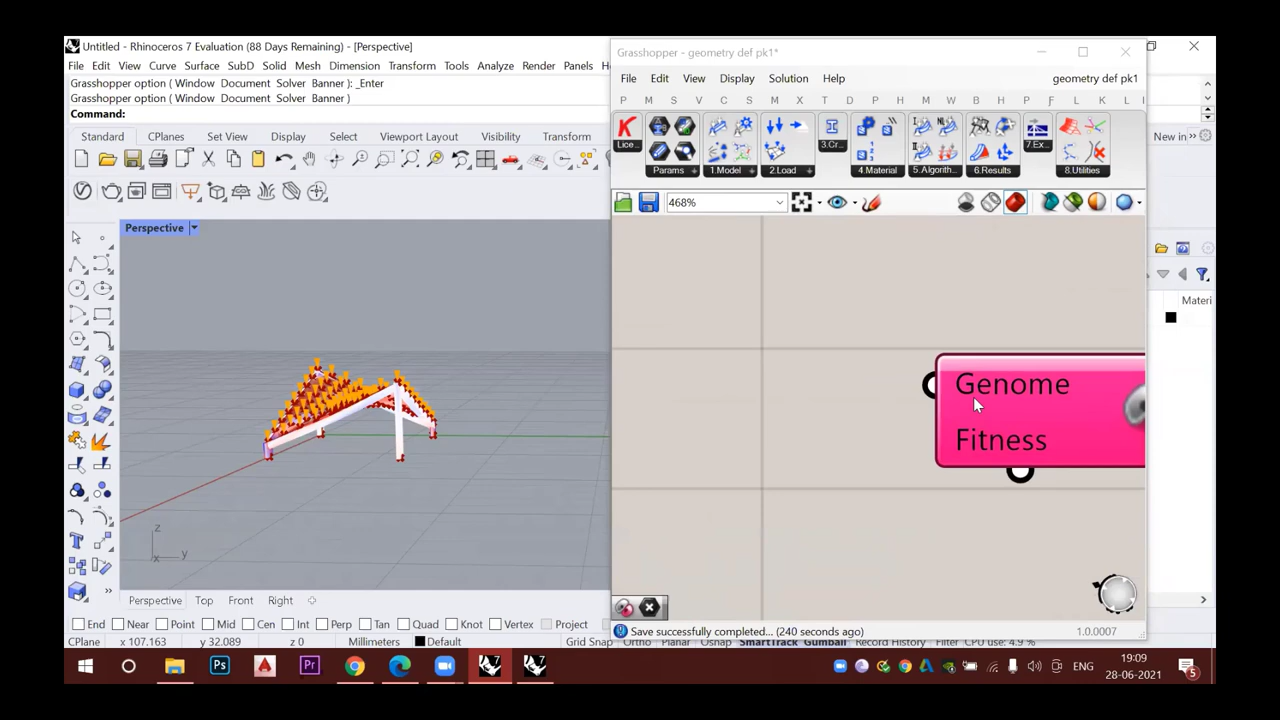 Untitled - Rhinoceros 7 Evaluation (88 Days Remaining) - [Perspective]
File Edit View Curve Surface SubD Solid Mesh Dimension Transform Tools Analyze Render Panels
Grasshopper option ( Window Document Solver Banner ): _Enter
Grasshopper option ( Window Document Solver Banner )
Command:
Standard CPlanes Set View Display Select Viewport Layout Visibility Transform
New in
Perspective
z
x
y
Perspective Top Front Right
End Near Point Mid Cen Int Perp Tan Quad Knot Vertex Project
CPlane x 107.163 y 32.089 z 0 Millimeters Default Grid Snap Ortho Planar Osnap SmartTrack Gumball Record History Filter CPU use: 4.9 %
Materi
Grasshopper - geometry def pk1*
File Edit View Display Solution Help geometry def pk1
P M S V C S M X T D P H M W B H P F L K L
Lice... Params 1.Model 2.Load 3.Cr... 4.Material 5.Algorith... 6.Results 7.Ex... 8.Utilities
468%
Genome
Fitness
Save successfully completed... (240 seconds ago)
1.0.0007
Ps Pr 7 7
ENG
19:09
28-06-2021
5